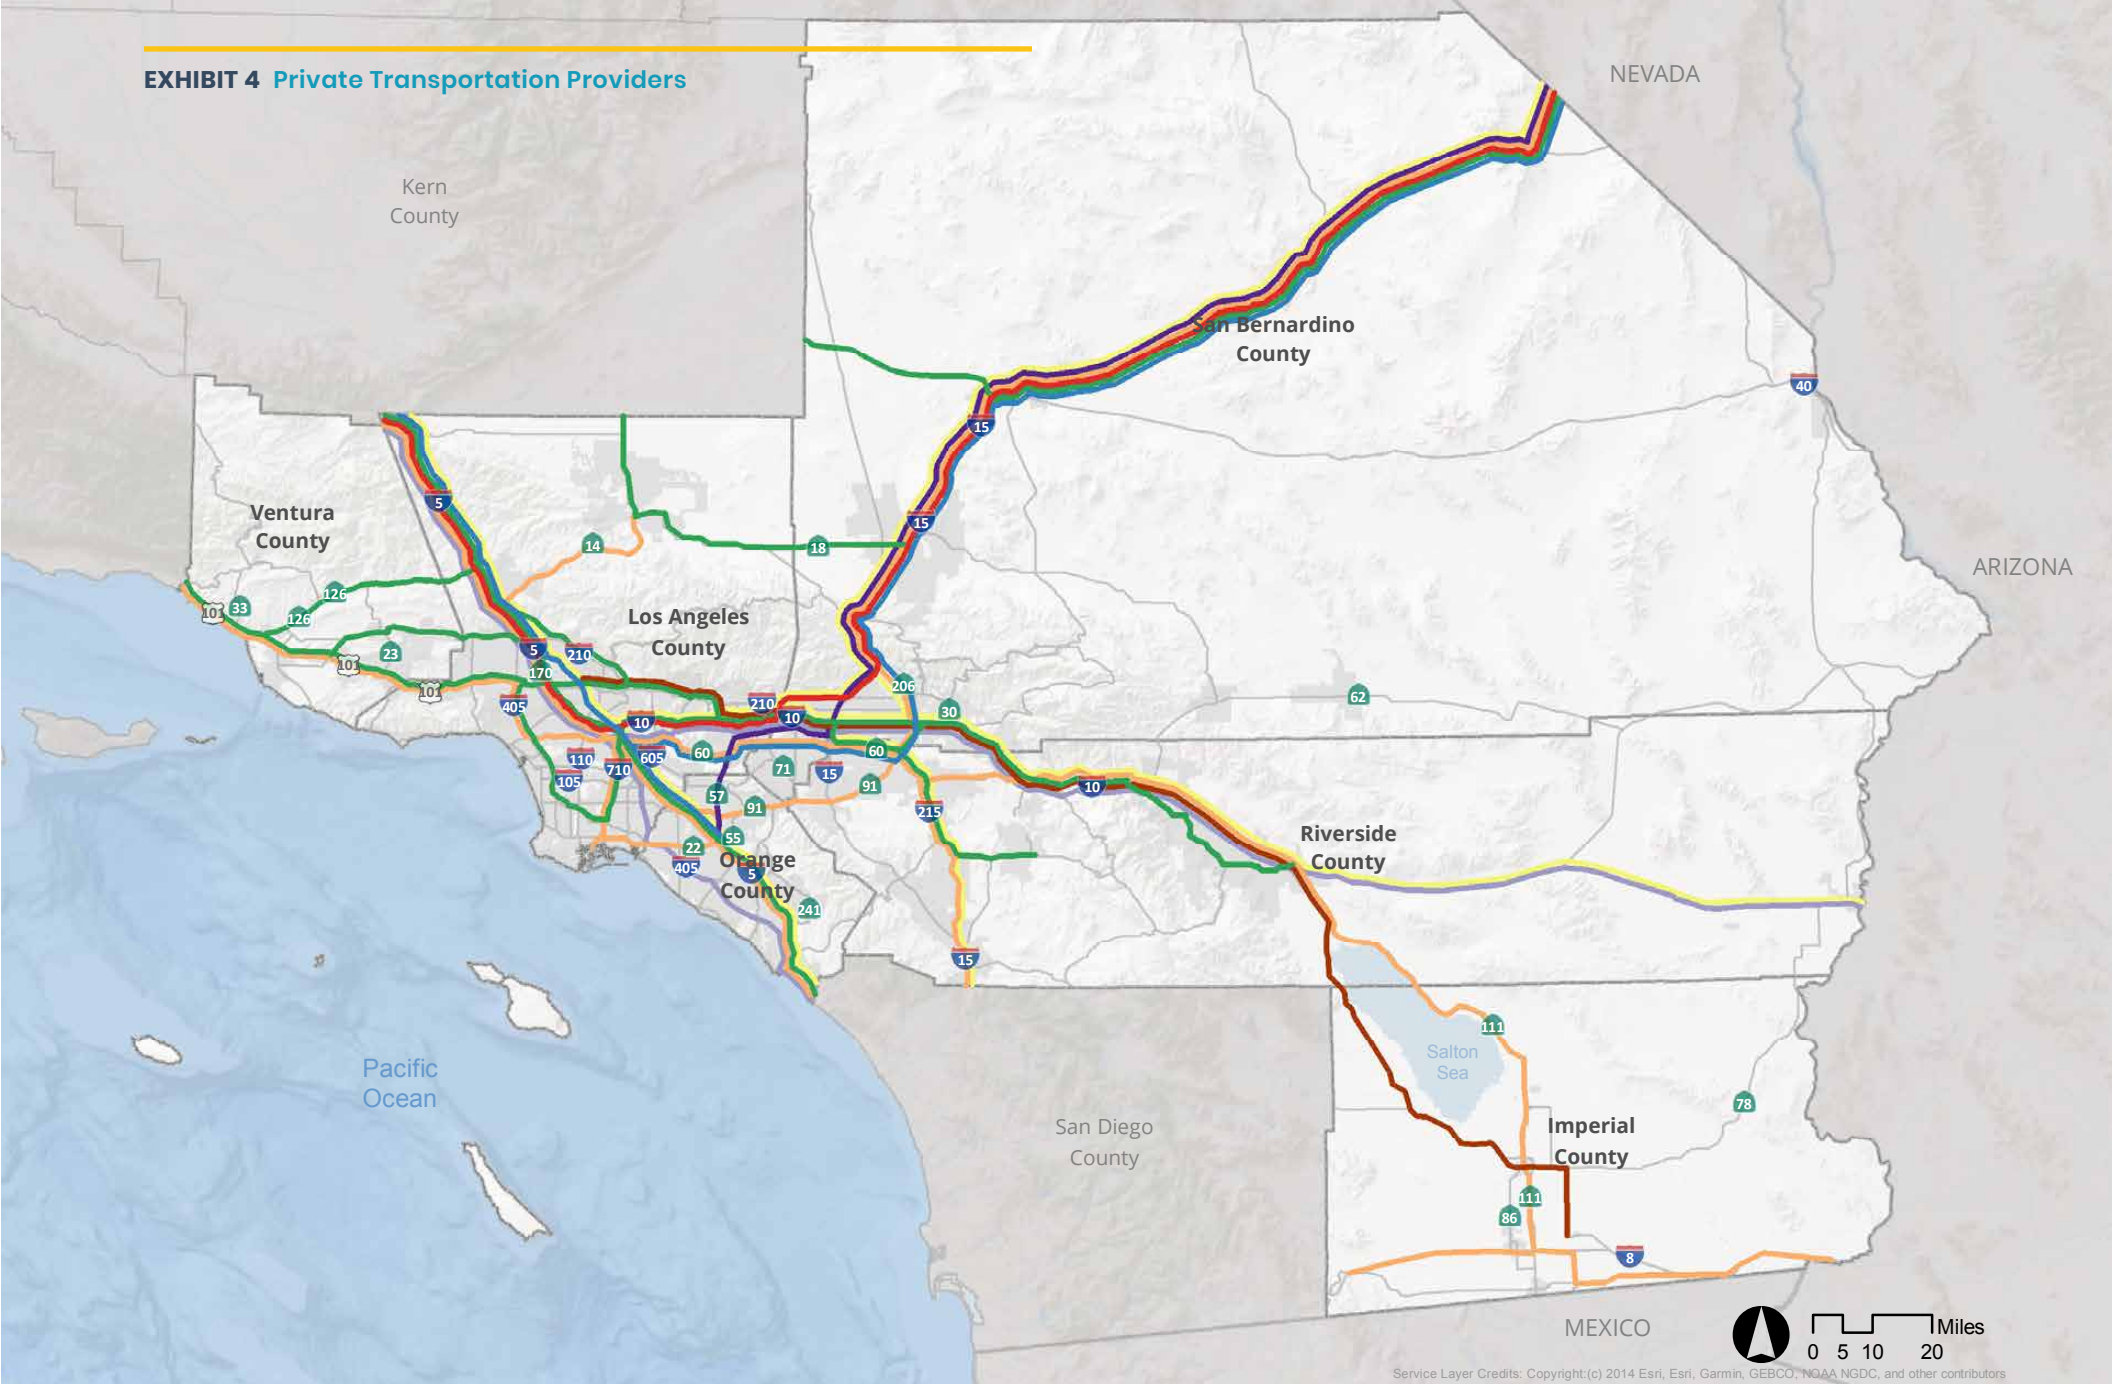 EXHIBIT 4 Private Transportation Providers
NEVADA
Kern
County
San Bernardino
County
40
15
5
15
Ventura
County
14
18
ARIZONA
126
33
101
126
Los Angeles
County
23
5
210
101
170
206
101
405
210
30
62
10
10
110
605
60
60
710
71
15
105
91
10
57
91
215
55
Riverside
County
22
Orange
County
405
5
241
15
111
Pacific
Ocean
Salton
Sea
San Diego
County
78
Imperial
County
111
86
8
MEXICO
Miles
0 5 10 20
Service Layer Credits: Copyright:(c) 2014 Esri, Esri, Garmin, GEBCO, NOAA NGDC, and other contributors